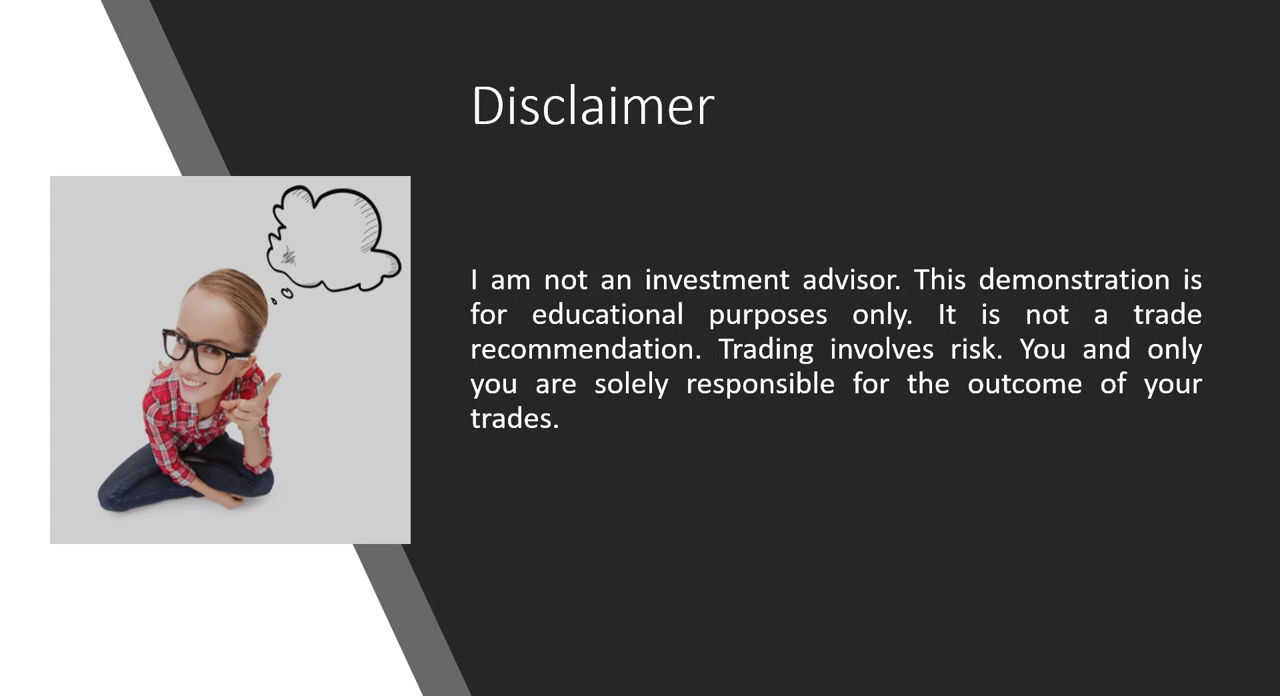 Disclaimer
I am not an investment advisor. This demonstration is
for educational purposes only. It is not a trade
recommendation. Trading involves risk. You and only
you are solely responsible for the outcome of your
trades.